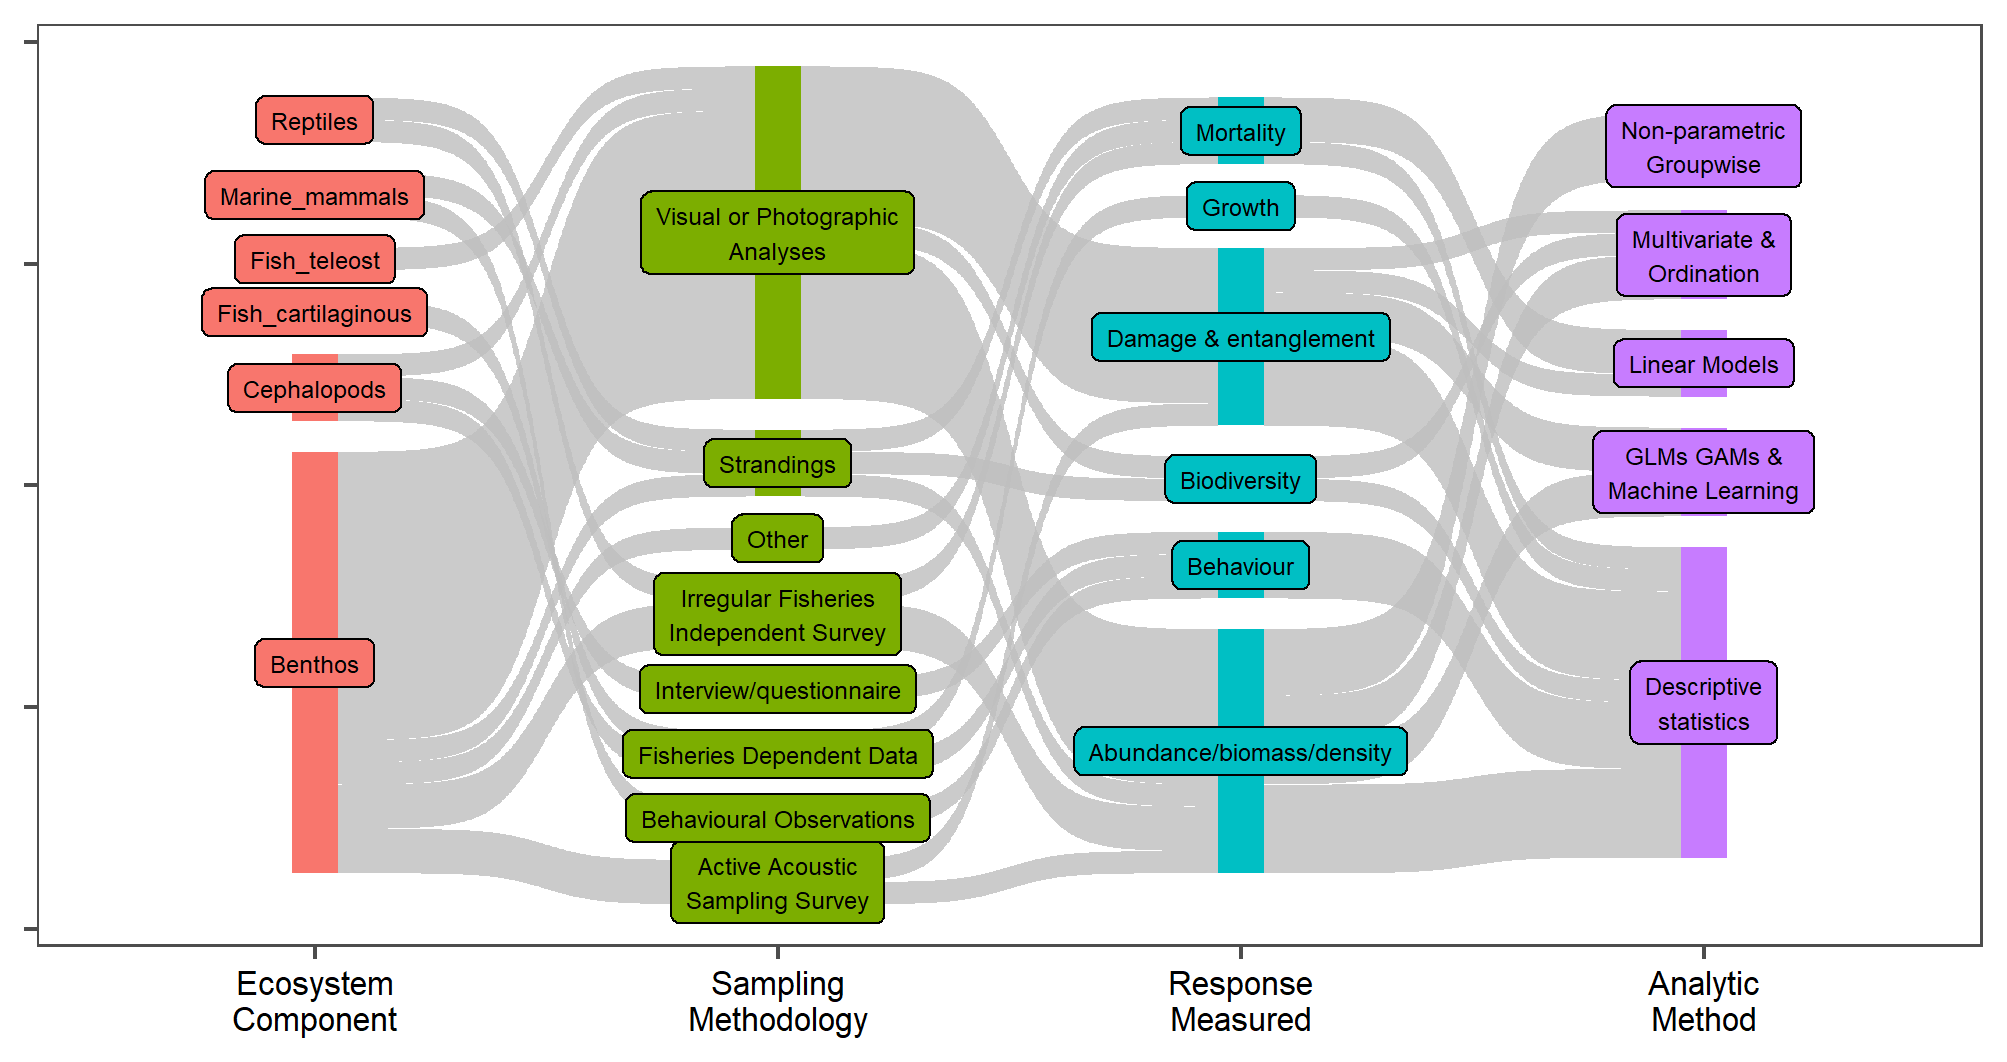 Reptiles
Marine_mammals
Fish_teleost
Fish_cartilaginous
Cephalopods
Benthos
Visual or Photographic
Analyses
Strandings
Other
Irregular Fisheries
Independent Survey
Interview/questionnaire
Fisheries Dependent Data
Behavioural Observations
Active Acoustic
Sampling Survey
Mortality
Growth
Damage & entanglement
Biodiversity
Behaviour
Abundance/biomass/density
Non-parametric
Groupwise
Multivariate &
Ordination
Linear Models
GLMs GAMs &
Machine Learning
Descriptive
statistics
Ecosystem
Component
Sampling
Methodology
Response
Measured
Analytic
Method